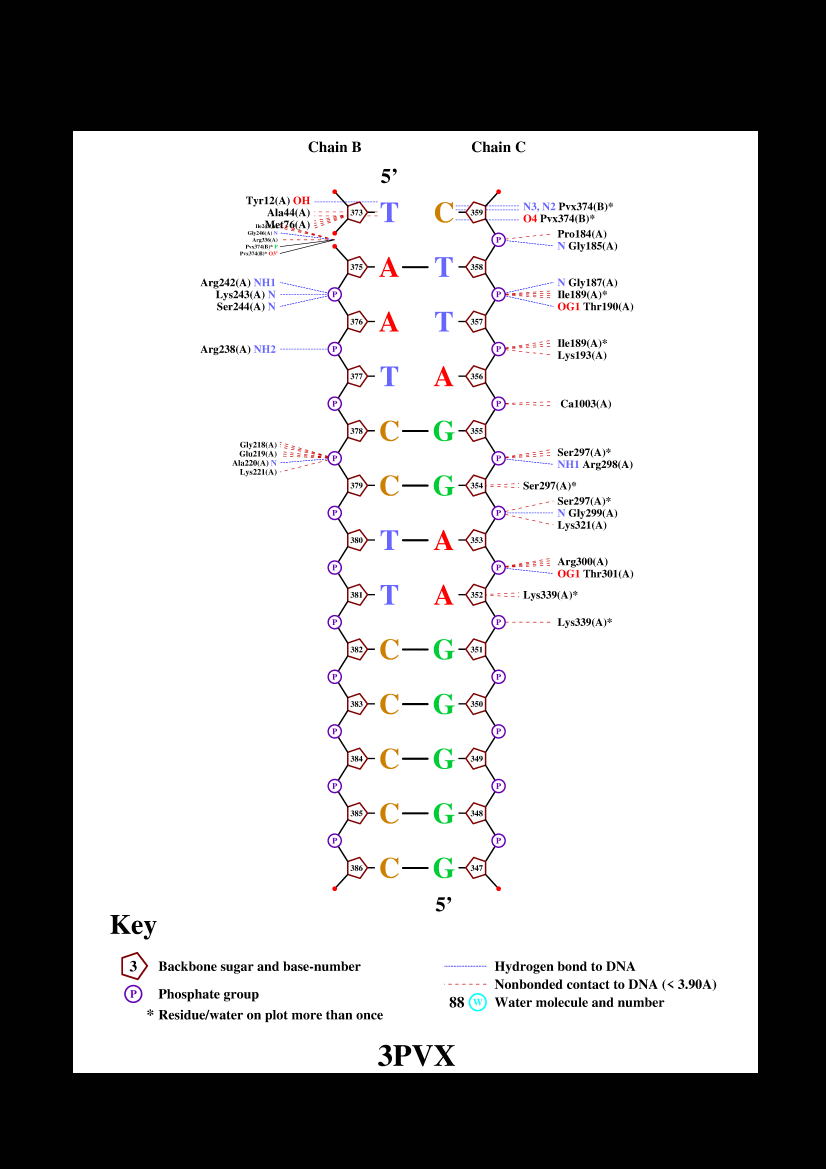 Chain B Chain C
5’
Tyr12(A) OH 373 T C 359 N3, N2 Pvx374(B)*
Ala44(A) O4 Pvx374(B)*
Met76(A)
Gly246(A) N P Pro184(A)
Arg336(A) N Gly185(A)
Pvx374(B)* P
Pvx374(B)*
375 A T 358
Arg242(A) NH1 N Gly187(A)
Lys243(A) N P P Ile189(A)*
Ser244(A) N OG1 Thr190(A)
376 A T 357
Ile189(A)*
Arg238(A) NH2 P P Lys193(A)
377 T A 356
P P Ca1003(A)
378 C G 355
Gly218(A) Ser297(A)*
Glu219(A) P P NH1 Arg298(A)
Ala220(A) N
Lys221(A)
379 C G 354 Ser297(A)*
Ser297(A)*
P P N Gly299(A)
Lys321(A)
380 T A 353
Arg300(A)
P P OG1 Thr301(A)
381 T A 352 Lys339(A)*
P P Lys339(A)*
382 C G 351
P P
383 C G 350
P P
384 C G 349
P P
385 C G 348
P P
386 C G 347
5’
Key
3 Backbone sugar and base-number Hydrogen bond to DNA
Nonbonded contact to DNA (< 3.90A)
P Phosphate group 88 W Water molecule and number
* Residue/water on plot more than once
3PVX